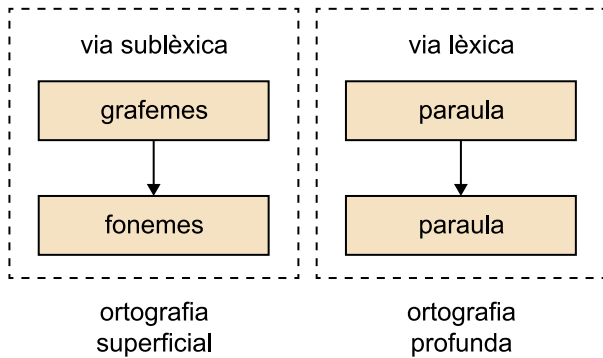 via sublèxica
grafemes
fonemes
ortografia
superficial
via lèxica
paraula
paraula
ortografia
profunda